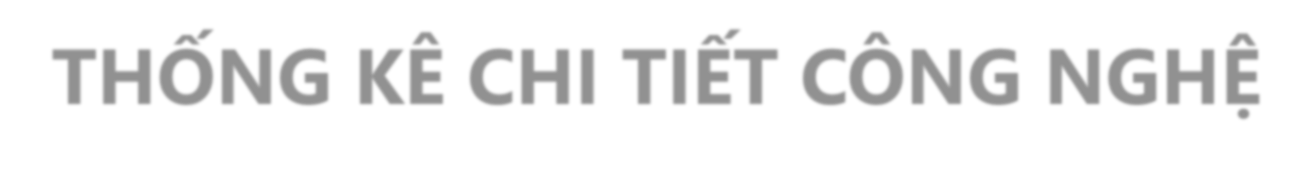 THỐNG KÊ CHI TIẾT CÔNG NGHỆ